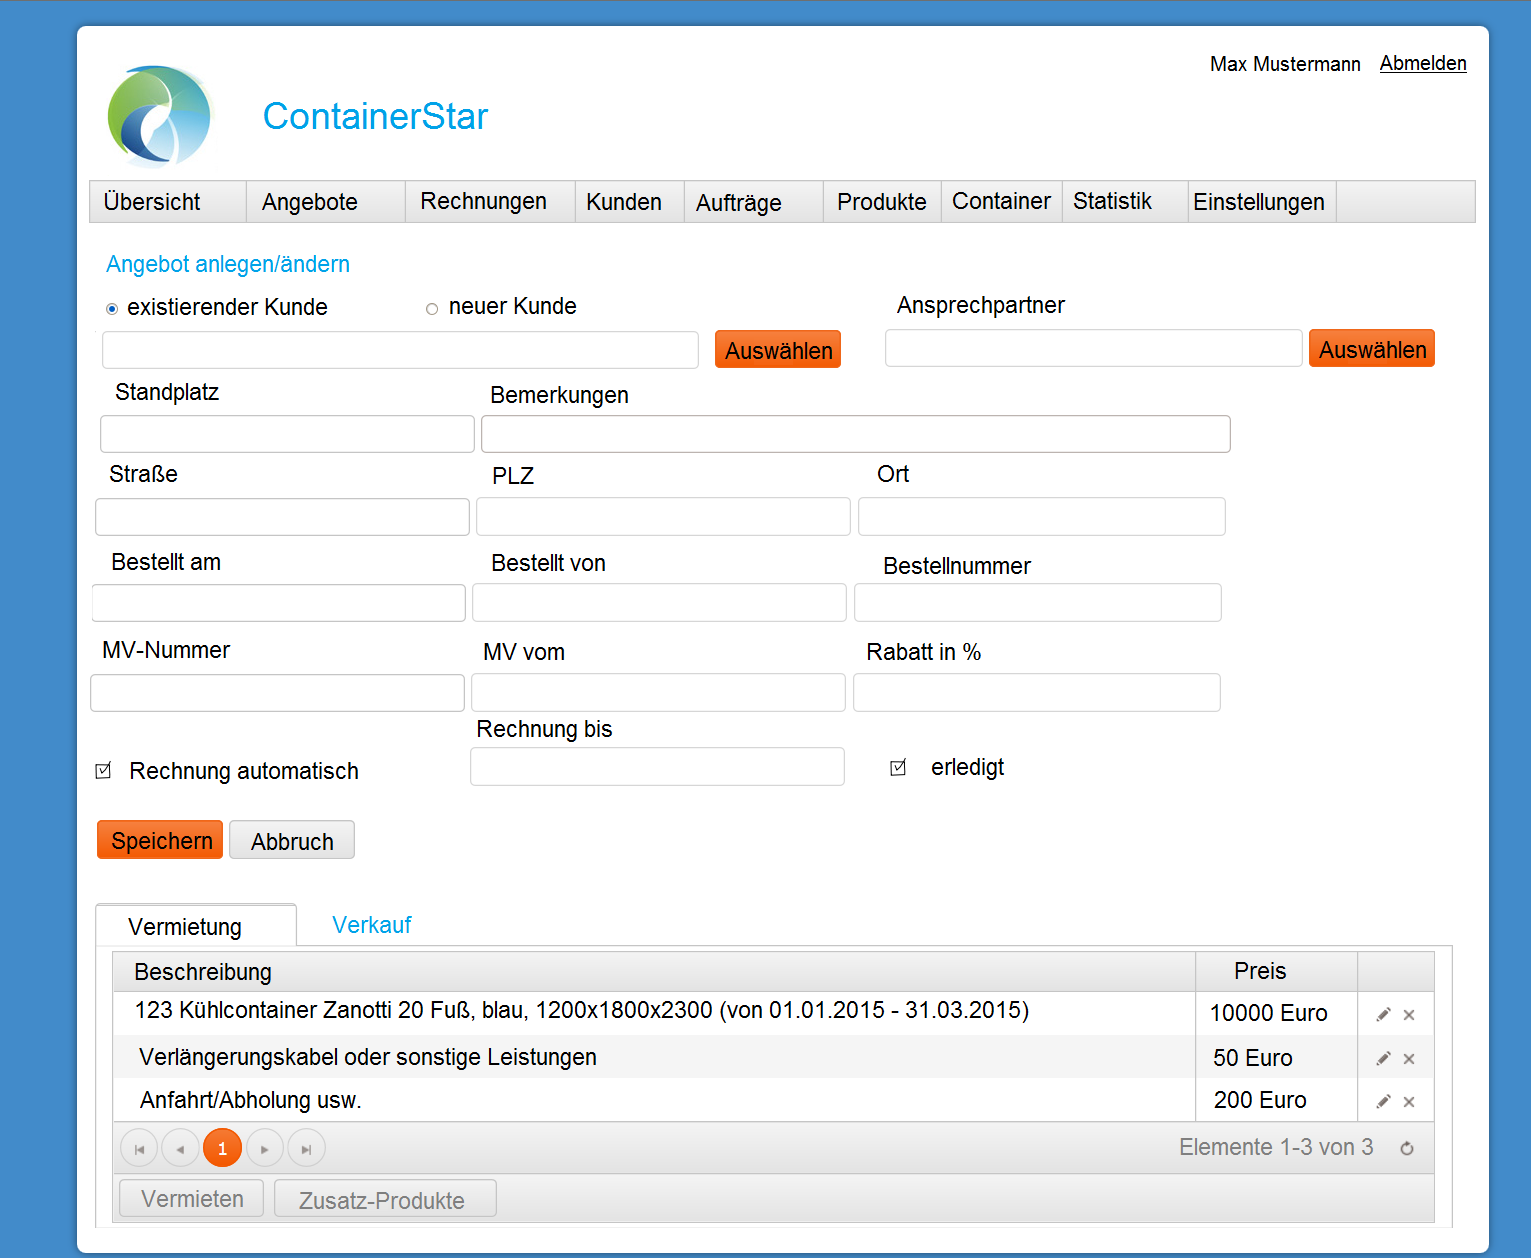 Max Mustermann Abmelden
ContainerStar
Übersicht Angebote Rechnungen Kunden Aufträge Produkte Container Statistik Einstellungen
Angebot anlegen/ändern
existierender Kunde neuer Kunde Ansprechpartner
Auswählen Auswählen
Standplatz Bemerkungen
Straße PLZ Ort
Bestellt am Bestellt von Bestellnummer
MV-Nummer MV vom Rabatt in %
Rechnung bis
Rechnung automatisch erledigt
Speichern Abbruch
Vermietung Verkauf
Beschreibung Preis
123 Kühlcontainer Zanotti 20 Fuß, blau, 1200x1800x2300 (von 01.01.2015 - 31.03.2015) 10000 Euro
Verlängerungskabel oder sonstige Leistungen 50 Euro
Anfahrt/Abholung usw. 200 Euro
1 Elemente 1-3 von 3
Vermieten Zusatz-Produkte